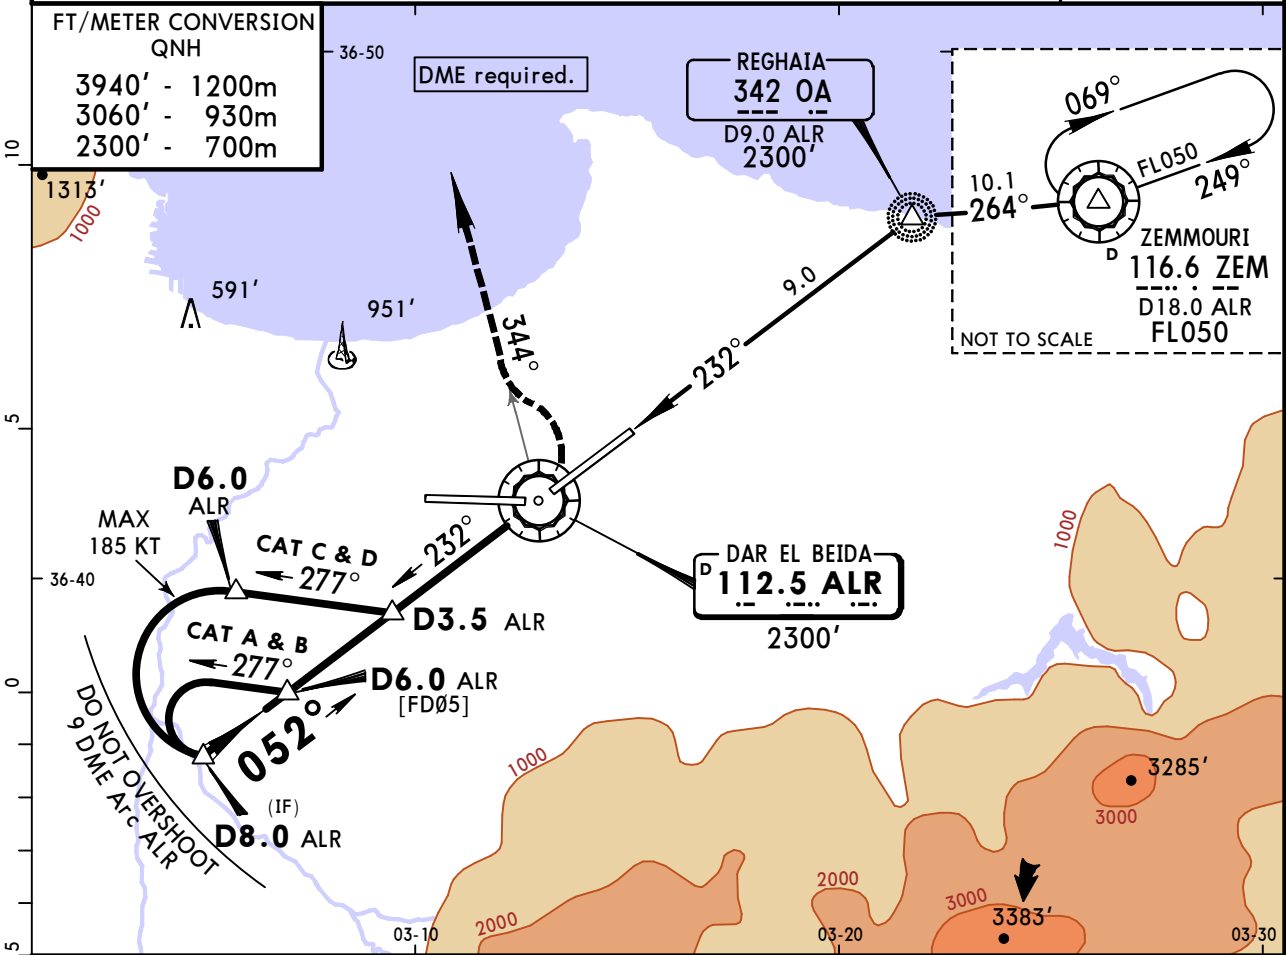 FT/METER CONVERSION
QNH
3940' - 1200m
3060' - 930m
2300' - 700m
36-50
DME required.
REGHAIA
342 OA
D9.0 ALR
2300'
069°
FL050
249°
10.1
264°
ZEMMOURI
D 116.6 ZEM
D18.0 ALR
FL050
NOT TO SCALE
10
1313'
1000
591'
951'
344°
9.0
232°
5
D6.0
ALR
MAX
185 KT
CAT C & D
277°
232°
36-40
D3.5 ALR
DAR EL BEIDA
D 112.5 ALR
2300'
1000
CAT A & B
277°
D6.0 ALR
[FDØ5]
052°
0
DO NOT OVERSHOOT
9 DME Arc ALR
(IF)
D8.0 ALR
1000
3285'
3000
2000
2000
3000
3383'
5
03-10
03-20
03-30